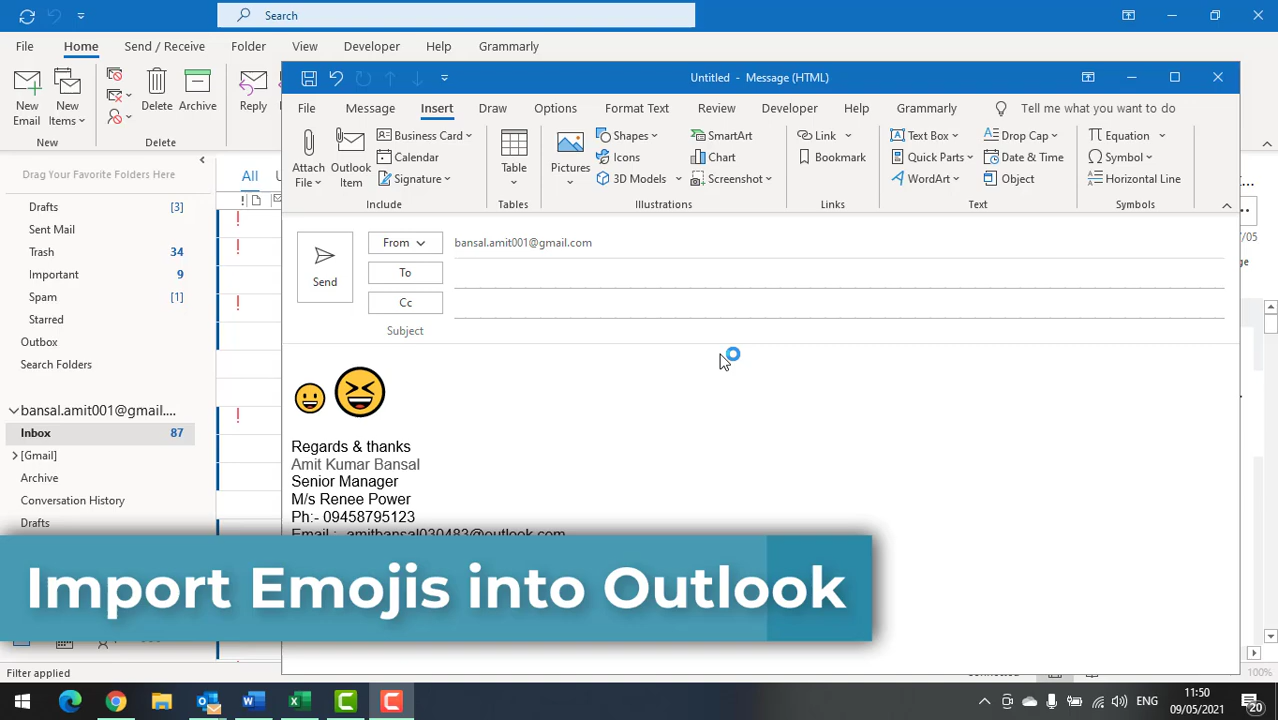 Search
File Home Send / Receive Folder View Developer Help Grammarly
New Email
New Items
Delete
Archive
Reply
New
Delete
Drag Your Favorite Folders Here
Drafts [3]
Sent Mail
Trash 34
Important 9
Spam [1]
Starred
Outbox
Search Folders
bansal.amit001@gmail....
Inbox 87
[Gmail]
Archive
Conversation History
Drafts
Filter applied
All
Untitled - Message (HTML)
File Message Insert Draw Options Format Text Review Developer Help Grammarly Tell me what you want to do
Attach File
Outlook Item
Business Card
Calendar
Signature
Include
Table
Tables
Pictures
Shapes
Icons
3D Models
SmartArt
Chart
Screenshot
Illustrations
Link
Bookmark
Links
Text Box
Quick Parts
WordArt
Drop Cap
Date & Time
Object
Text
Equation
Symbol
Horizontal Line
Symbols
Send
From bansal.amit001@gmail.com
To
Cc
Subject
Regards & thanks
Amit Kumar Bansal
Senior Manager
M/s Renee Power
Ph:- 09458795123
Email : amitbansal030483@outlook.com
Import Emojis into Outlook
100%
ENG
11:50
09/05/2021
20